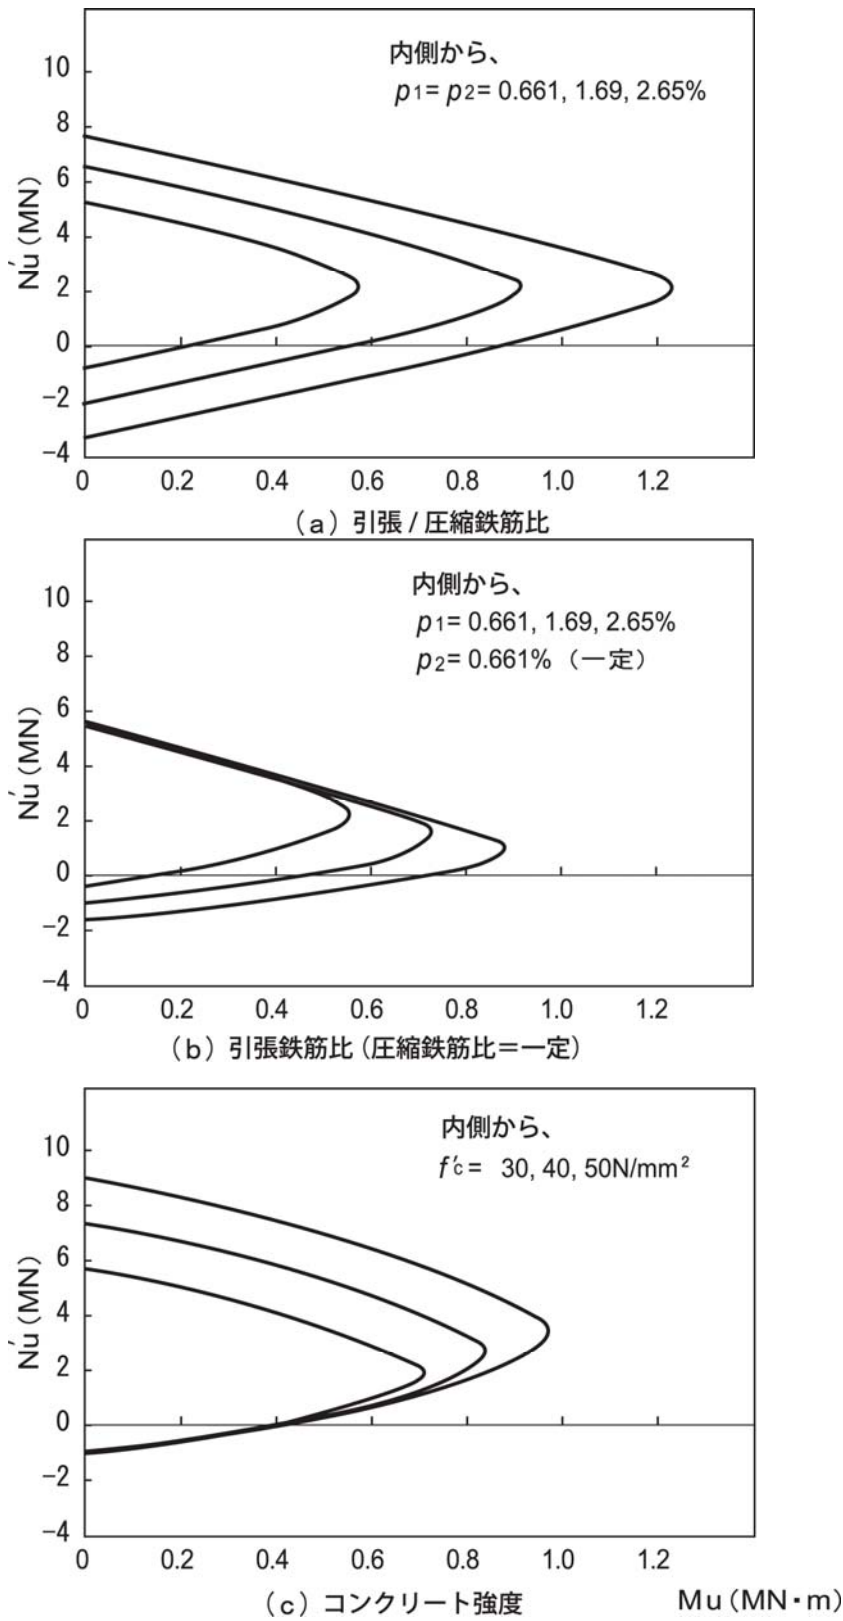 内側から、
p1= p2= 0.661, 1.69, 2.65%
N′u (MN)
10
8
6
4
2
0
−2
−4
0 0.2 0.4 0.6 0.8 1.0 1.2
(a) 引張 / 圧縮鉄筋比
内側から、
p1= 0.661, 1.69, 2.65%
p2= 0.661% (一定)
N′u (MN)
10
8
6
4
2
0
−2
−4
0 0.2 0.4 0.6 0.8 1.0 1.2
(b) 引張鉄筋比 (圧縮鉄筋比=一定)
内側から、
f′c= 30, 40, 50N/mm²
N′u (MN)
10
8
6
4
2
0
−2
−4
0 0.2 0.4 0.6 0.8 1.0 1.2
(c) コンクリート強度 Mu (MN・m)